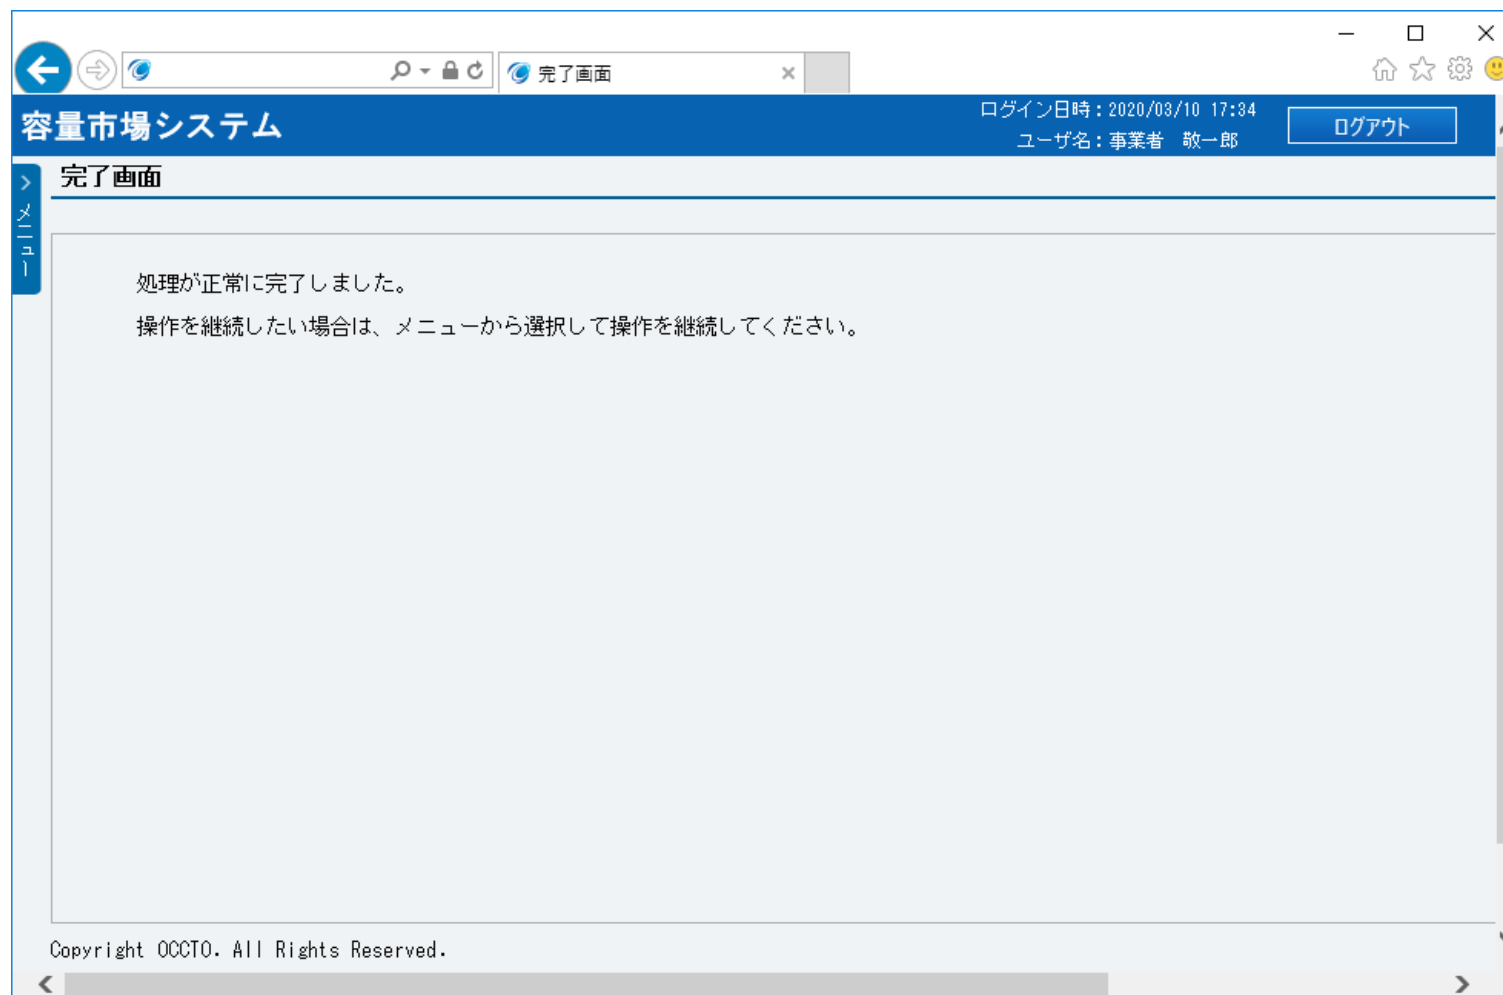 完了画面
容量市場システム
ログイン日時：2020/03/10 17:34
ユーザ名：事業者　敬一郎
ログアウト
メニュー
完了画面
処理が正常に完了しました。
操作を継続したい場合は、メニューから選択して操作を継続してください。
Copyright OCCTO. All Rights Reserved.